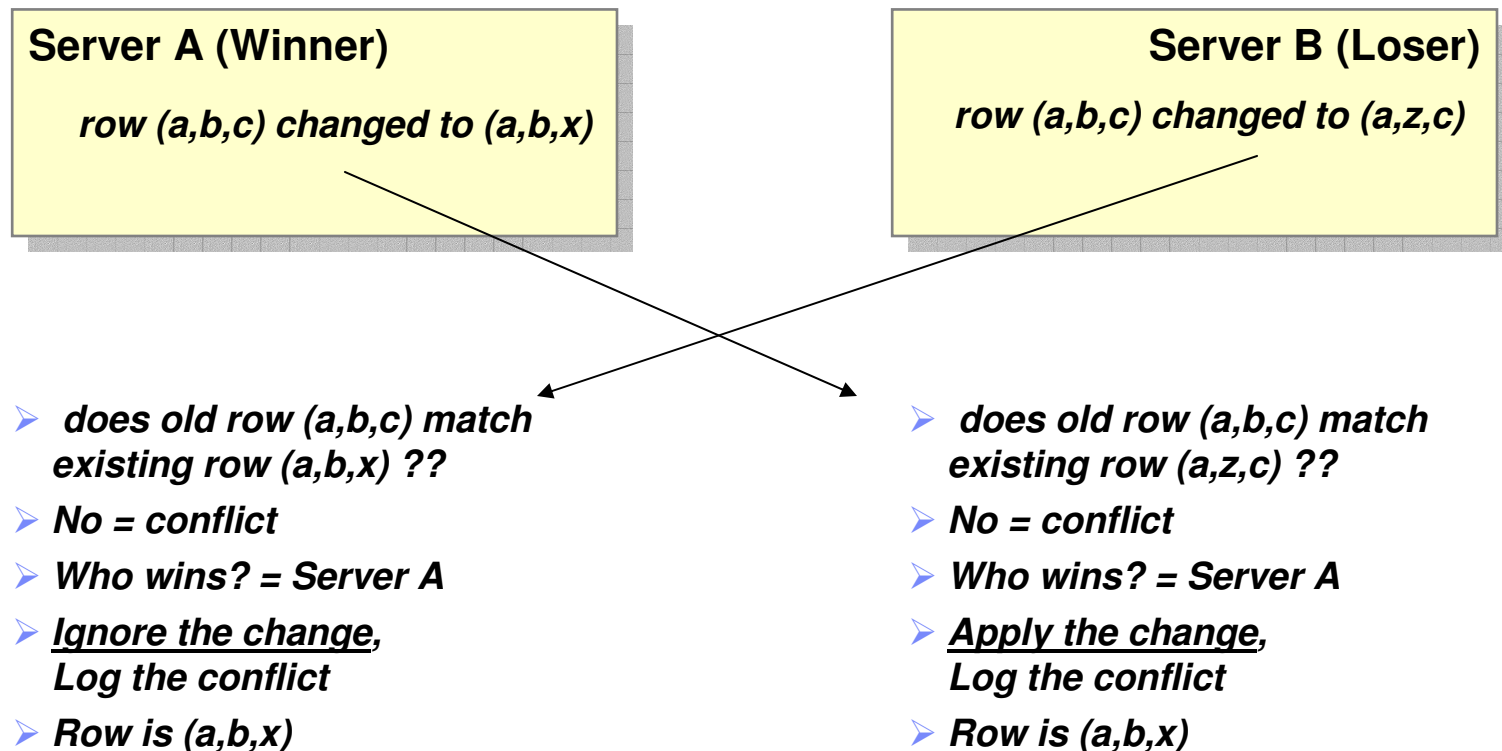 Server A (Winner)
row (a,b,c) changed to (a,b,x)
Server B (Loser)
row (a,b,c) changed to (a,z,c)
does old row (a,b,c) match
existing row (a,b,x) ??
No = conflict
Who wins? = Server A
Ignore the change,
Log the conflict
Row is (a,b,x)
does old row (a,b,c) match
existing row (a,z,c) ??
No = conflict
Who wins? = Server A
Apply the change,
Log the conflict
Row is (a,b,x)